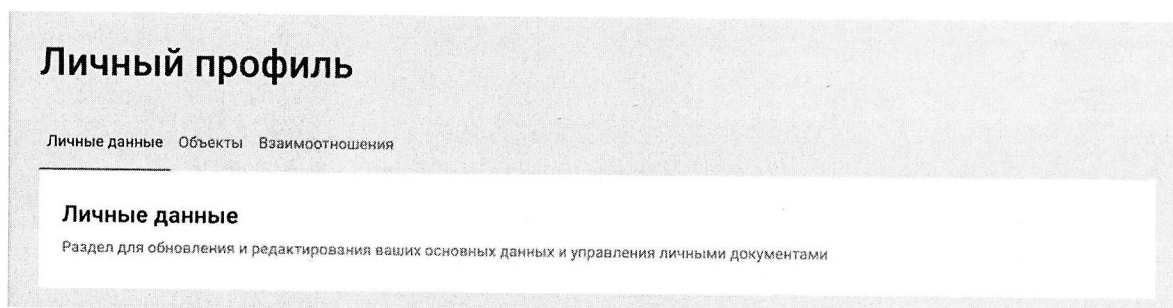 Личный профиль
Личные данные Объекты Взаимоотношения
Личные данные
Раздел для обновления и редактирования ваших основных данных и управления личными документами